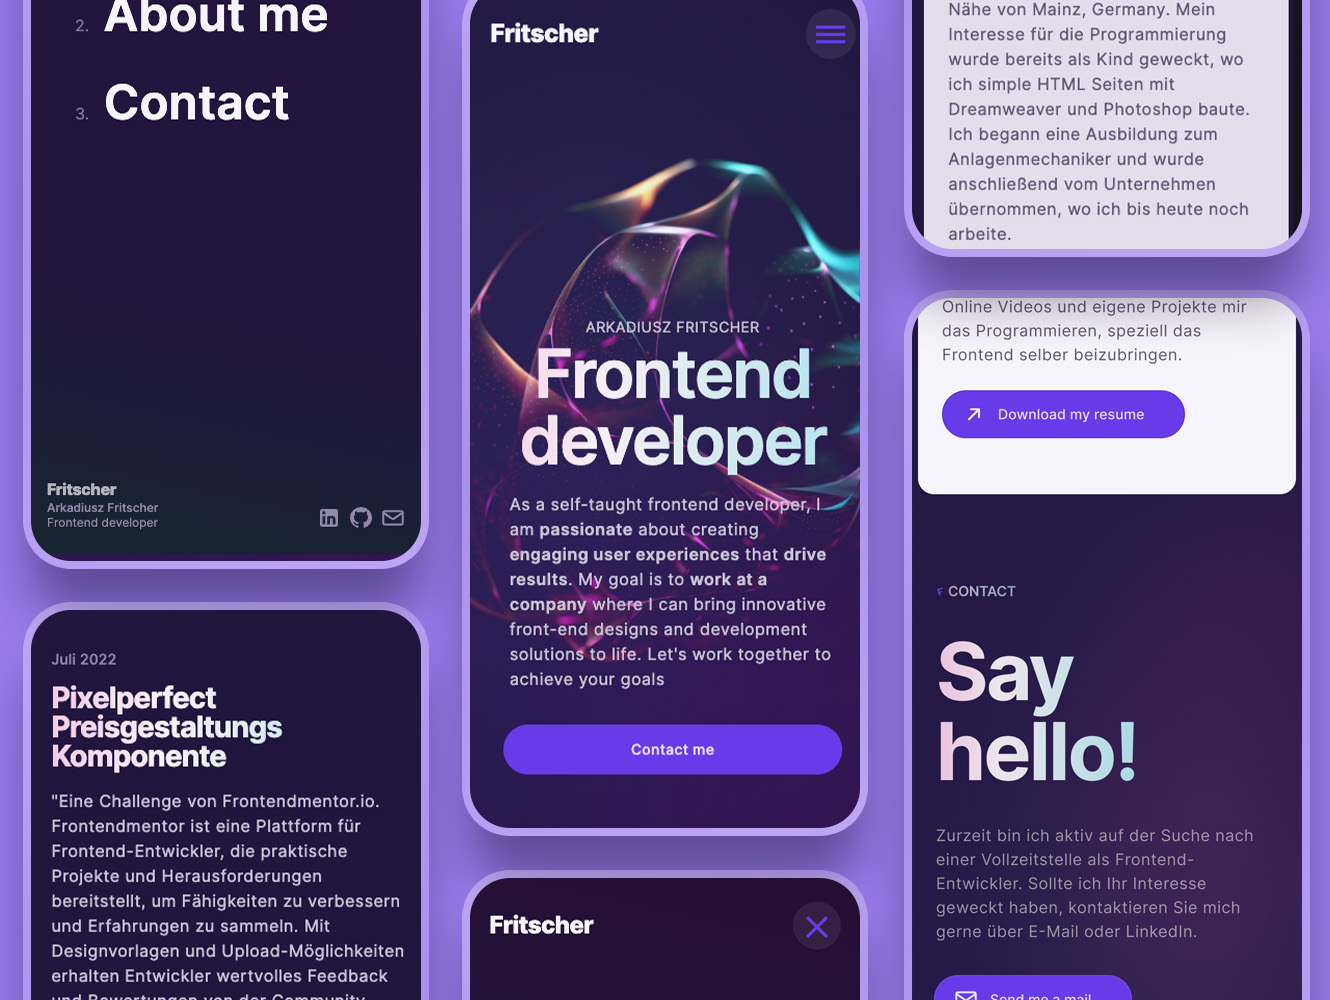 2. About me
3. Contact
Fritscher
Arkadiusz Fritscher
Frontend developer
Juli 2022
Pixelperfect
Preisgestaltungs
Komponente
"Eine Challenge von Frontendmentor.io.
Frontendmentor ist eine Plattform für
Frontend-Entwickler, die praktische
Projekte und Herausforderungen
bereitstellt, um Fähigkeiten zu verbessern
und Erfahrungen zu sammeln. Mit
Designvorlagen und Upload-Möglichkeiten
erhalten Entwickler wertvolles Feedback
und Bewertungen von der Community
Fritscher
ARKADIUSZ FRITSCHER
Frontend
developer
As a self-taught frontend developer, I
am passionate about creating
engaging user experiences that drive
results. My goal is to work at a
company where I can bring innovative
front-end designs and development
solutions to life. Let's work together to
achieve your goals
Contact me
Fritscher
Nähe von Mainz, Germany. Mein
Interesse für die Programmierung
wurde bereits als Kind geweckt, wo
ich simple HTML Seiten mit
Dreamweaver und Photoshop baute.
Ich begann eine Ausbildung zum
Anlagenmechaniker und wurde
anschließend vom Unternehmen
übernommen, wo ich bis heute noch
arbeite.
Online Videos und eigene Projekte mir
das Programmieren, speziell das
Frontend selber beizubringen.
Download my resume
CONTACT
Say
hello!
Zurzeit bin ich aktiv auf der Suche nach
einer Vollzeitstelle als Frontend-
Entwickler. Sollte ich Ihr Interesse
geweckt haben, kontaktieren Sie mich
gerne über E-Mail oder LinkedIn.
Send me a mail